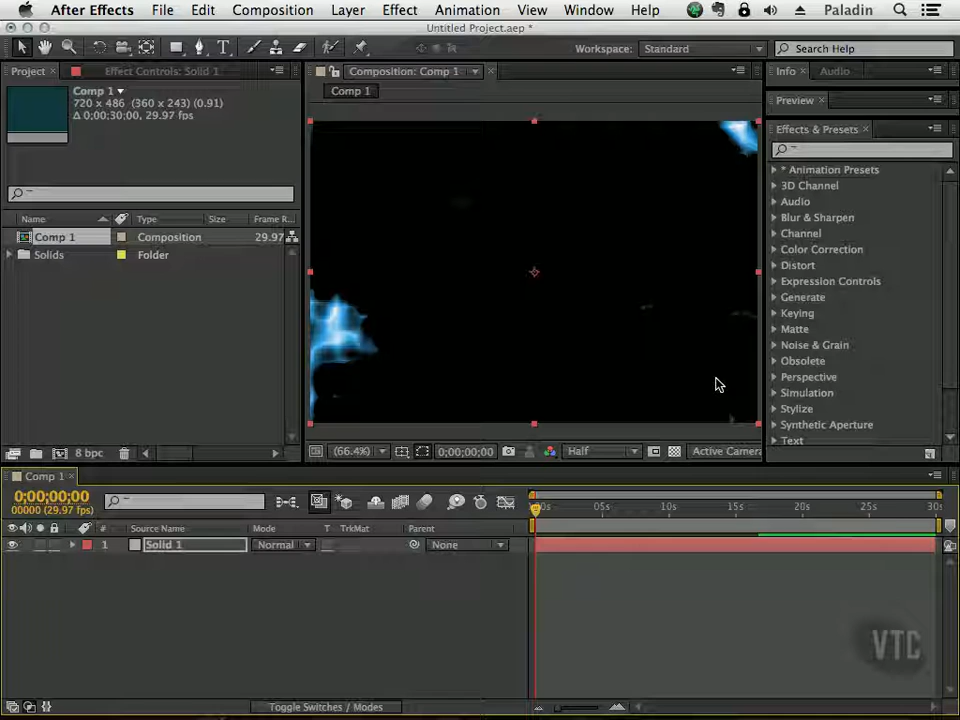 After Effects File Edit Composition Layer Effect Animation View Window Help Paladin
Untitled Project.aep *
Workspace: Standard Search Help
Project × Effect Controls: Solid 1 Composition: Comp 1 × Info × Audio
Comp 1
Comp 1
720 x 486 (360 x 243) (0.91)
Δ 0;00;30;00, 29.97 fps
Preview ×
Effects & Presets ×
* Animation Presets
3D Channel
Audio
Blur & Sharpen
Channel
Color Correction
Distort
Expression Controls
Generate
Keying
Matte
Noise & Grain
Obsolete
Perspective
Simulation
Stylize
Synthetic Aperture
Text
Name Type Size Frame R...
Comp 1 Composition 29.97
Solids Folder
8 bpc
(66.4%) 0;00;00;00 Half Active Camera
Comp 1 ×
0;00;00;00
00000 (29.97 fps)
05s 10s 15s 20s 25s 30s
# Source Name Mode T TrkMat Parent
1 Solid 1 Normal None
VTC
Toggle Switches / Modes